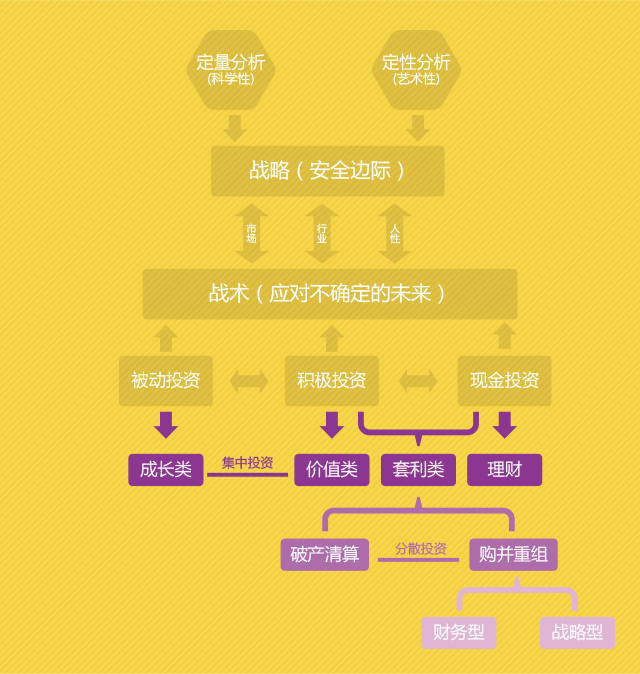 定量分析
(科学性)
定性分析
(艺术性)
战略（安全边际）
市场
行业
人性
战术（应对不确定的未来）
被动投资
积极投资
现金投资
成长类
集中投资
价值类
套利类
理财
破产清算
分散投资
购并重组
财务型
战略型